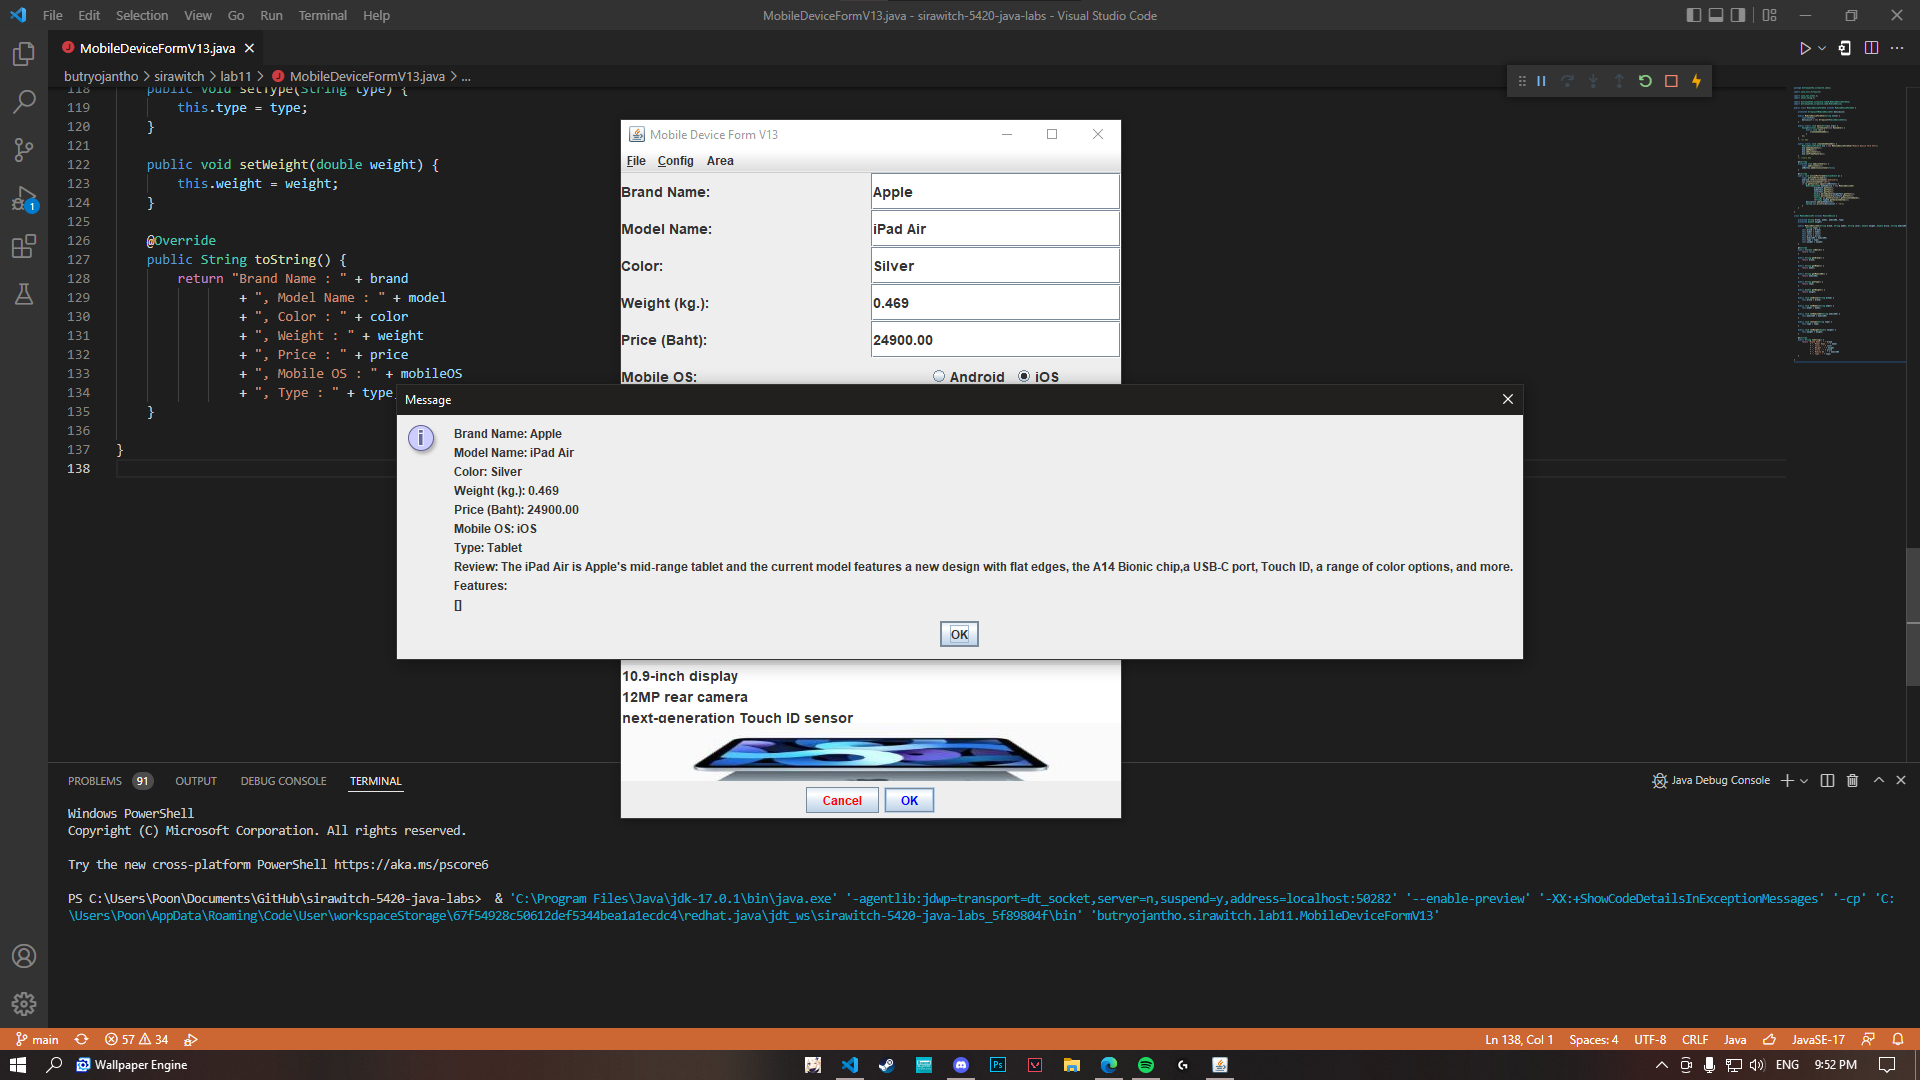 File Edit Selection View Go Run Terminal Help
MobileDeviceFormV13.java - sirawitch-5420-java-labs - Visual Studio Code
MobileDeviceFormV13.java
butryojantho > sirawitch > lab11 > MobileDeviceFormV13.java > ...
118 public void setType(String type) {
119 this.type = type;
120 }
121
122 public void setWeight(double weight) {
123 this.weight = weight;
124 }
125
126 @Override
127 public String toString() {
128 return "Brand Name : " + brand
129 + ", Model Name : " + model
130 + ", Color : " + color
131 + ", Weight : " + weight
132 + ", Price : " + price
133 + ", Mobile OS : " + mobileOS
134 + ", Type : " + type
135 }
136
137 }
138
Mobile Device Form V13
File Config Area
Brand Name: Apple
Model Name: iPad Air
Color: Silver
Weight (kg.): 0.469
Price (Baht): 24900.00
Mobile OS: Android iOS
Message
Brand Name: Apple
Model Name: iPad Air
Color: Silver
Weight (kg.): 0.469
Price (Baht): 24900.00
Mobile OS: iOS
Type: Tablet
Review: The iPad Air is Apple's mid-range tablet and the current model features a new design with flat edges, the A14 Bionic chip,a USB-C port, Touch ID, a range of color options, and more.
Features:
[]
OK
10.9-inch display
12MP rear camera
next-generation Touch ID sensor
Cancel OK
PROBLEMS 91 OUTPUT DEBUG CONSOLE TERMINAL
Java Debug Console
Windows PowerShell
Copyright (C) Microsoft Corporation. All rights reserved.
Try the new cross-platform PowerShell https://aka.ms/pscore6
PS C:\Users\Poon\Documents\GitHub\sirawitch-5420-java-labs> & 'C:\Program Files\Java\jdk-17.0.1\bin\java.exe' '-agentlib:jdwp=transport=dt_socket,server=n,suspend=y,address=localhost:50282' '--enable-preview' '-XX:+ShowCodeDetailsInExceptionMessages' '-cp' 'C:
\Users\Poon\AppData\Roaming\Code\User\workspaceStorage\67f54928c50612def5344bea1a1ecdc4\redhat.java\jdt_ws\sirawitch-5420-java-labs_5f89804f\bin' 'butryojantho.sirawitch.lab11.MobileDeviceFormV13'
1
main 57 34
Ln 138, Col 1 Spaces: 4 UTF-8 CRLF Java JavaSE-17
Wallpaper Engine
Ps
ENG 9:52 PM